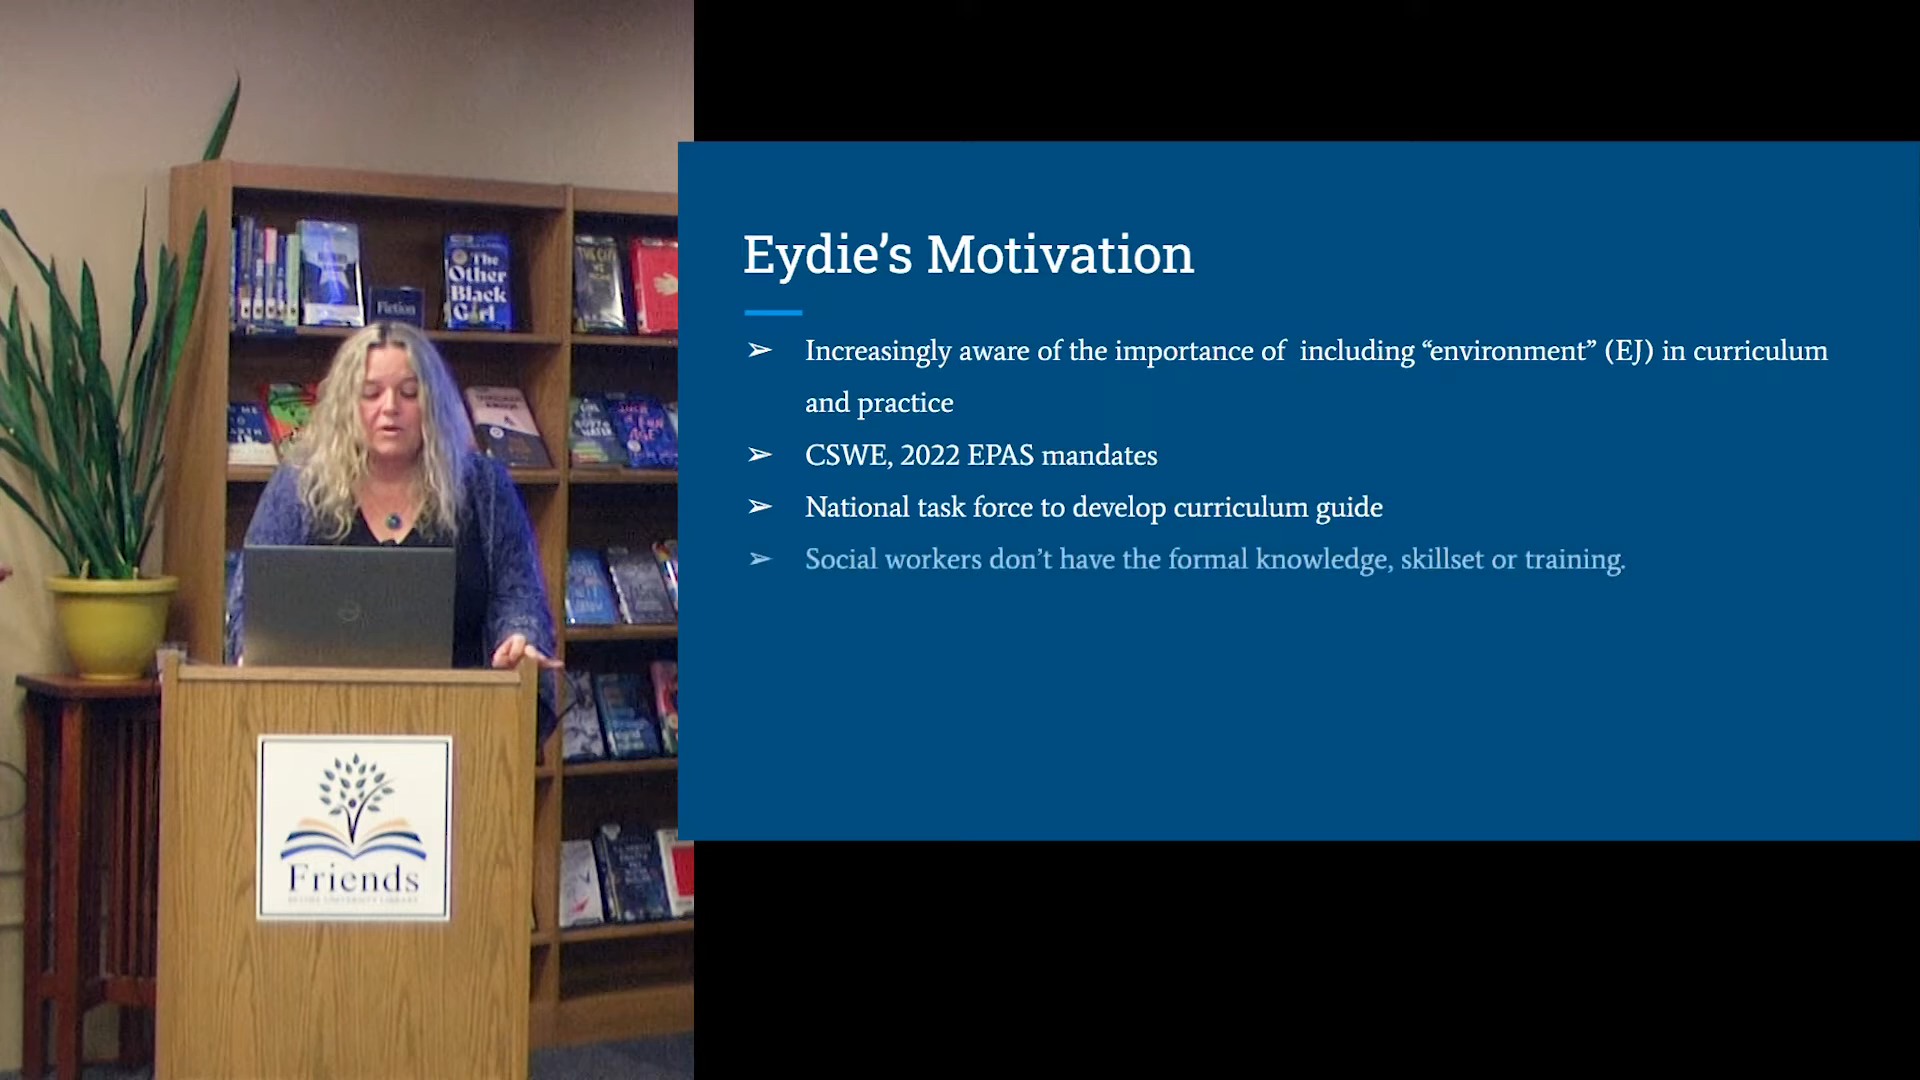 Eydie’s Motivation
➢ Increasingly aware of the importance of  including “environment” (EJ) in curriculum
and practice
➢ CSWE, 2022 EPAS mandates
➢ National task force to develop curriculum guide
➢ Social workers don’t have the formal knowledge, skillset or training.
The
Other
Black
Girl
Fiction
Friends